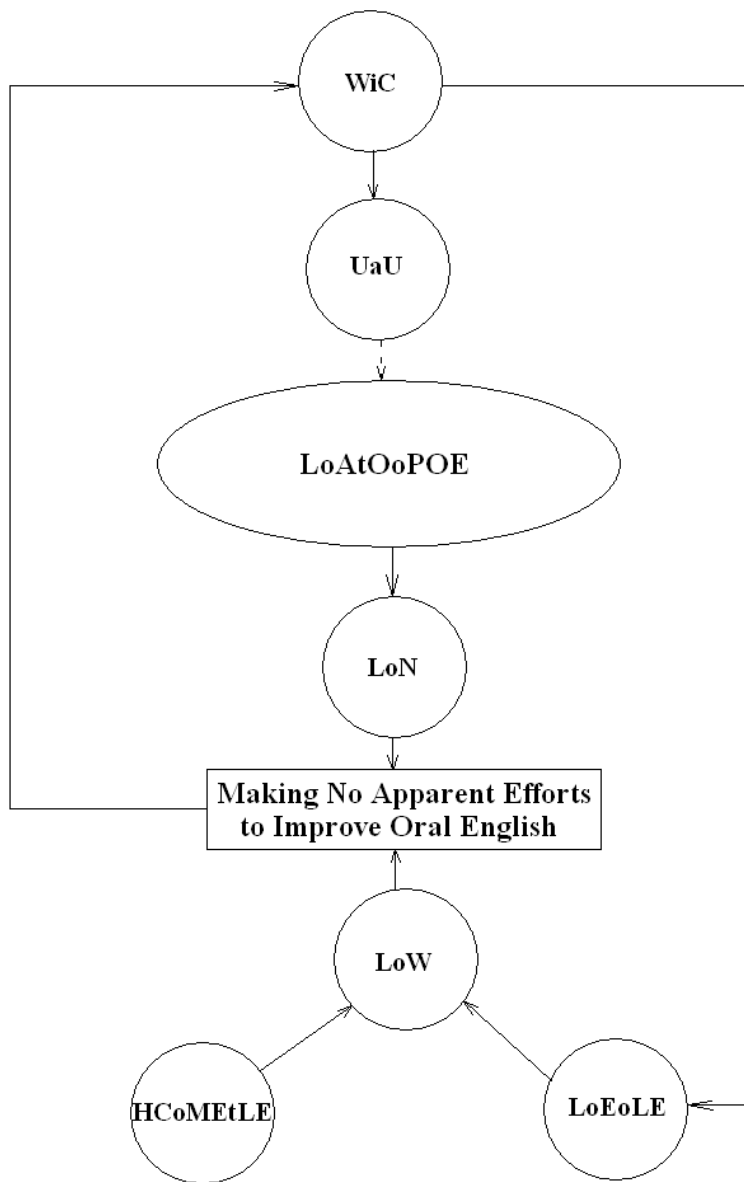 WiC
UaU
LoAtOoPOE
LoN
Making No Apparent Efforts
to Improve Oral English
LoW
HCoMEtLE
LoEoLE